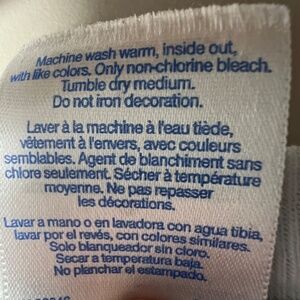 Machine wash warm, inside out,
with like colors. Only non-chlorine bleach.
Tumble dry medium.
Do not iron decoration.
Laver à la machine à l'eau tiède,
vêtement à l'envers, avec couleurs
semblables. Agent de blanchiment sans
chlore seulement. Sécher à température
moyenne. Ne pas repasser
les décorations.
Lavar a mano o en lavadora con agua tibia,
lavar por el revés, con colores similares.
Solo blanqueador sin cloro.
Secar a temperatura baja.
No planchar el estampado.